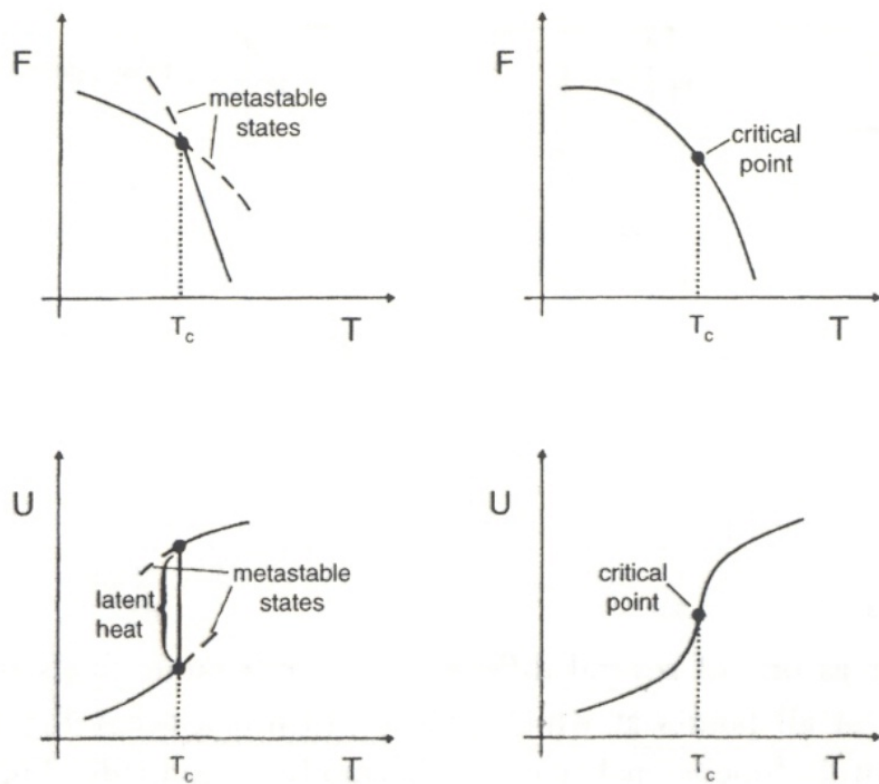 F
metastable
states
T_c
T
F
critical
point
T_c
T
U
latent
heat
metastable
states
T_c
T
U
critical
point
T_c
T